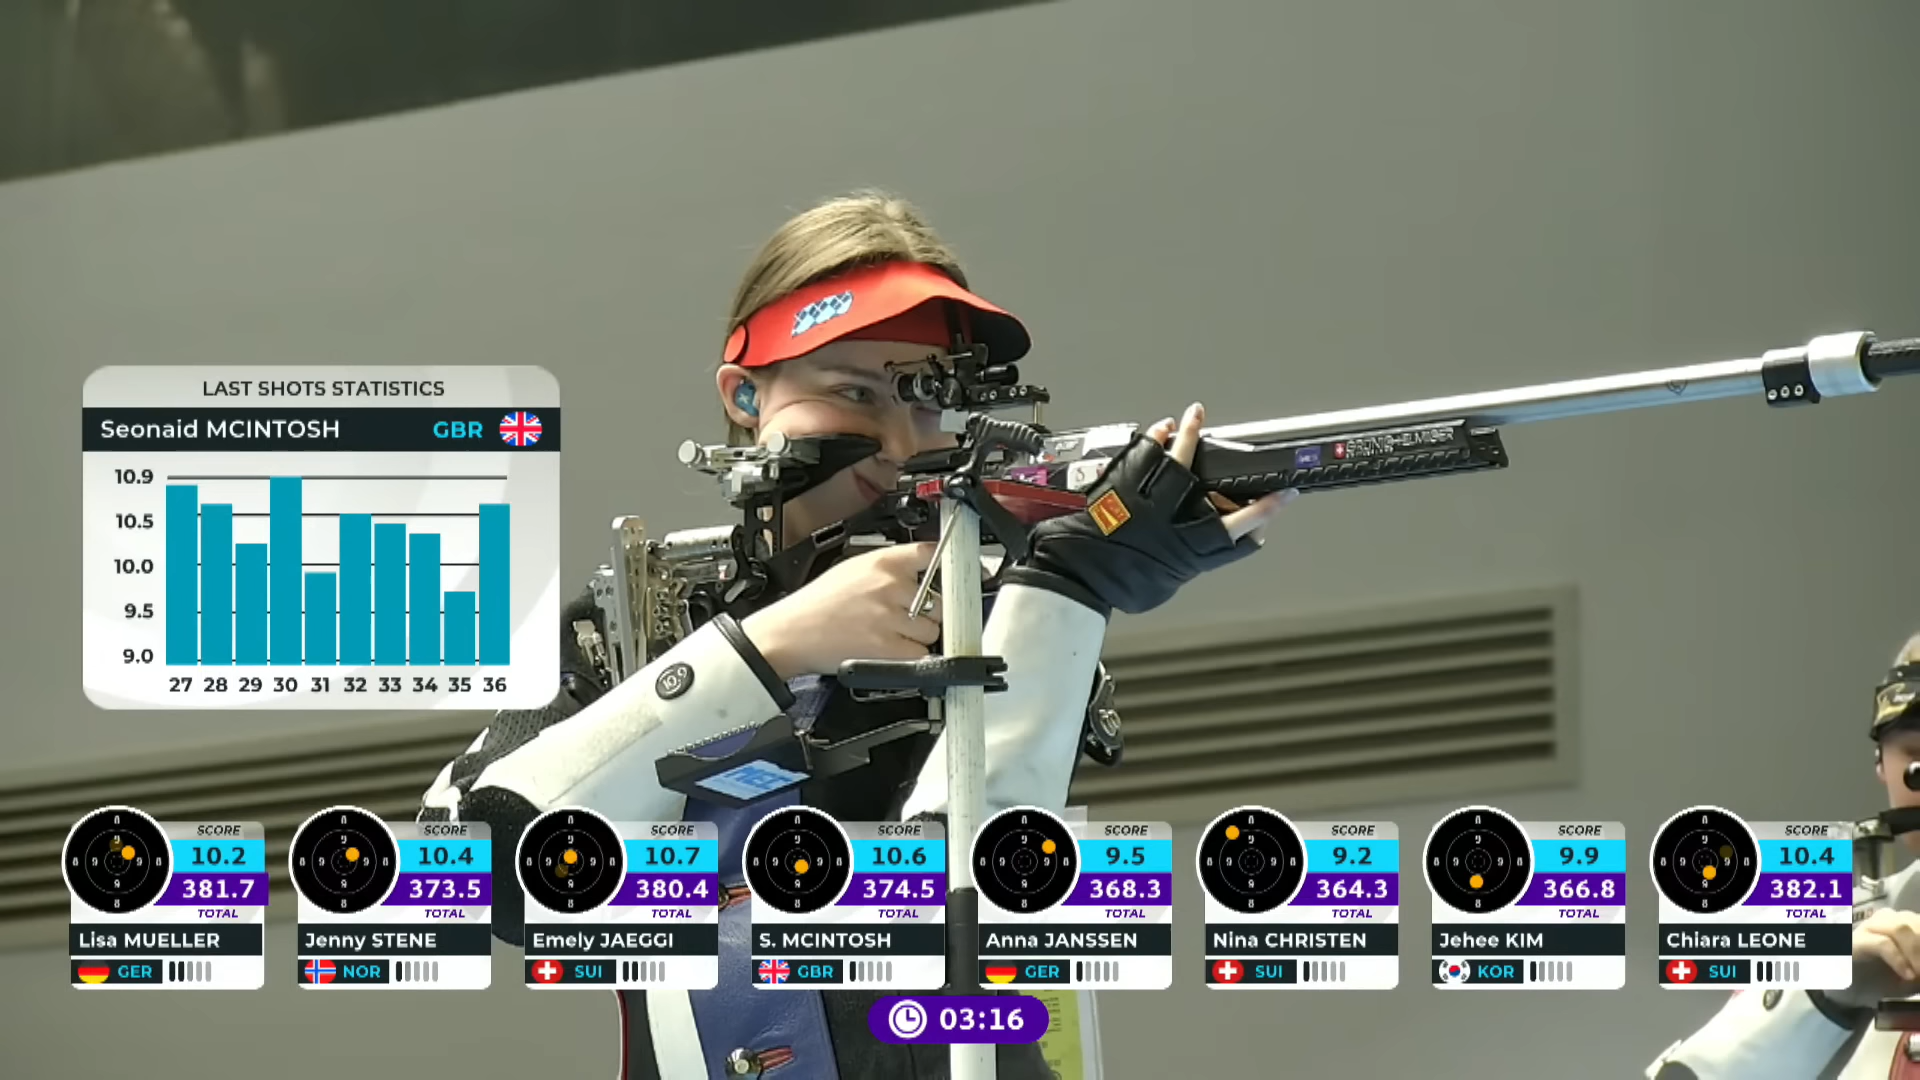 LAST SHOTS STATISTICS
Seonaid MCINTOSH GBR
10.9
10.5
10.0
9.5
9.0
27 28 29 30 31 32 33 34 35 36
10.9
SCORE
10.2
381.7
TOTAL
Lisa MUELLER
GER
SCORE
10.4
373.5
TOTAL
Jenny STENE
NOR
SCORE
10.7
380.4
TOTAL
Emely JAEGGI
SUI
SCORE
10.6
374.5
TOTAL
S. MCINTOSH
GBR
SCORE
9.5
368.3
TOTAL
Anna JANSSEN
GER
SCORE
9.2
364.3
TOTAL
Nina CHRISTEN
SUI
SCORE
9.9
366.8
TOTAL
Jehee KIM
KOR
SCORE
10.4
382.1
TOTAL
Chiara LEONE
SUI
03:16